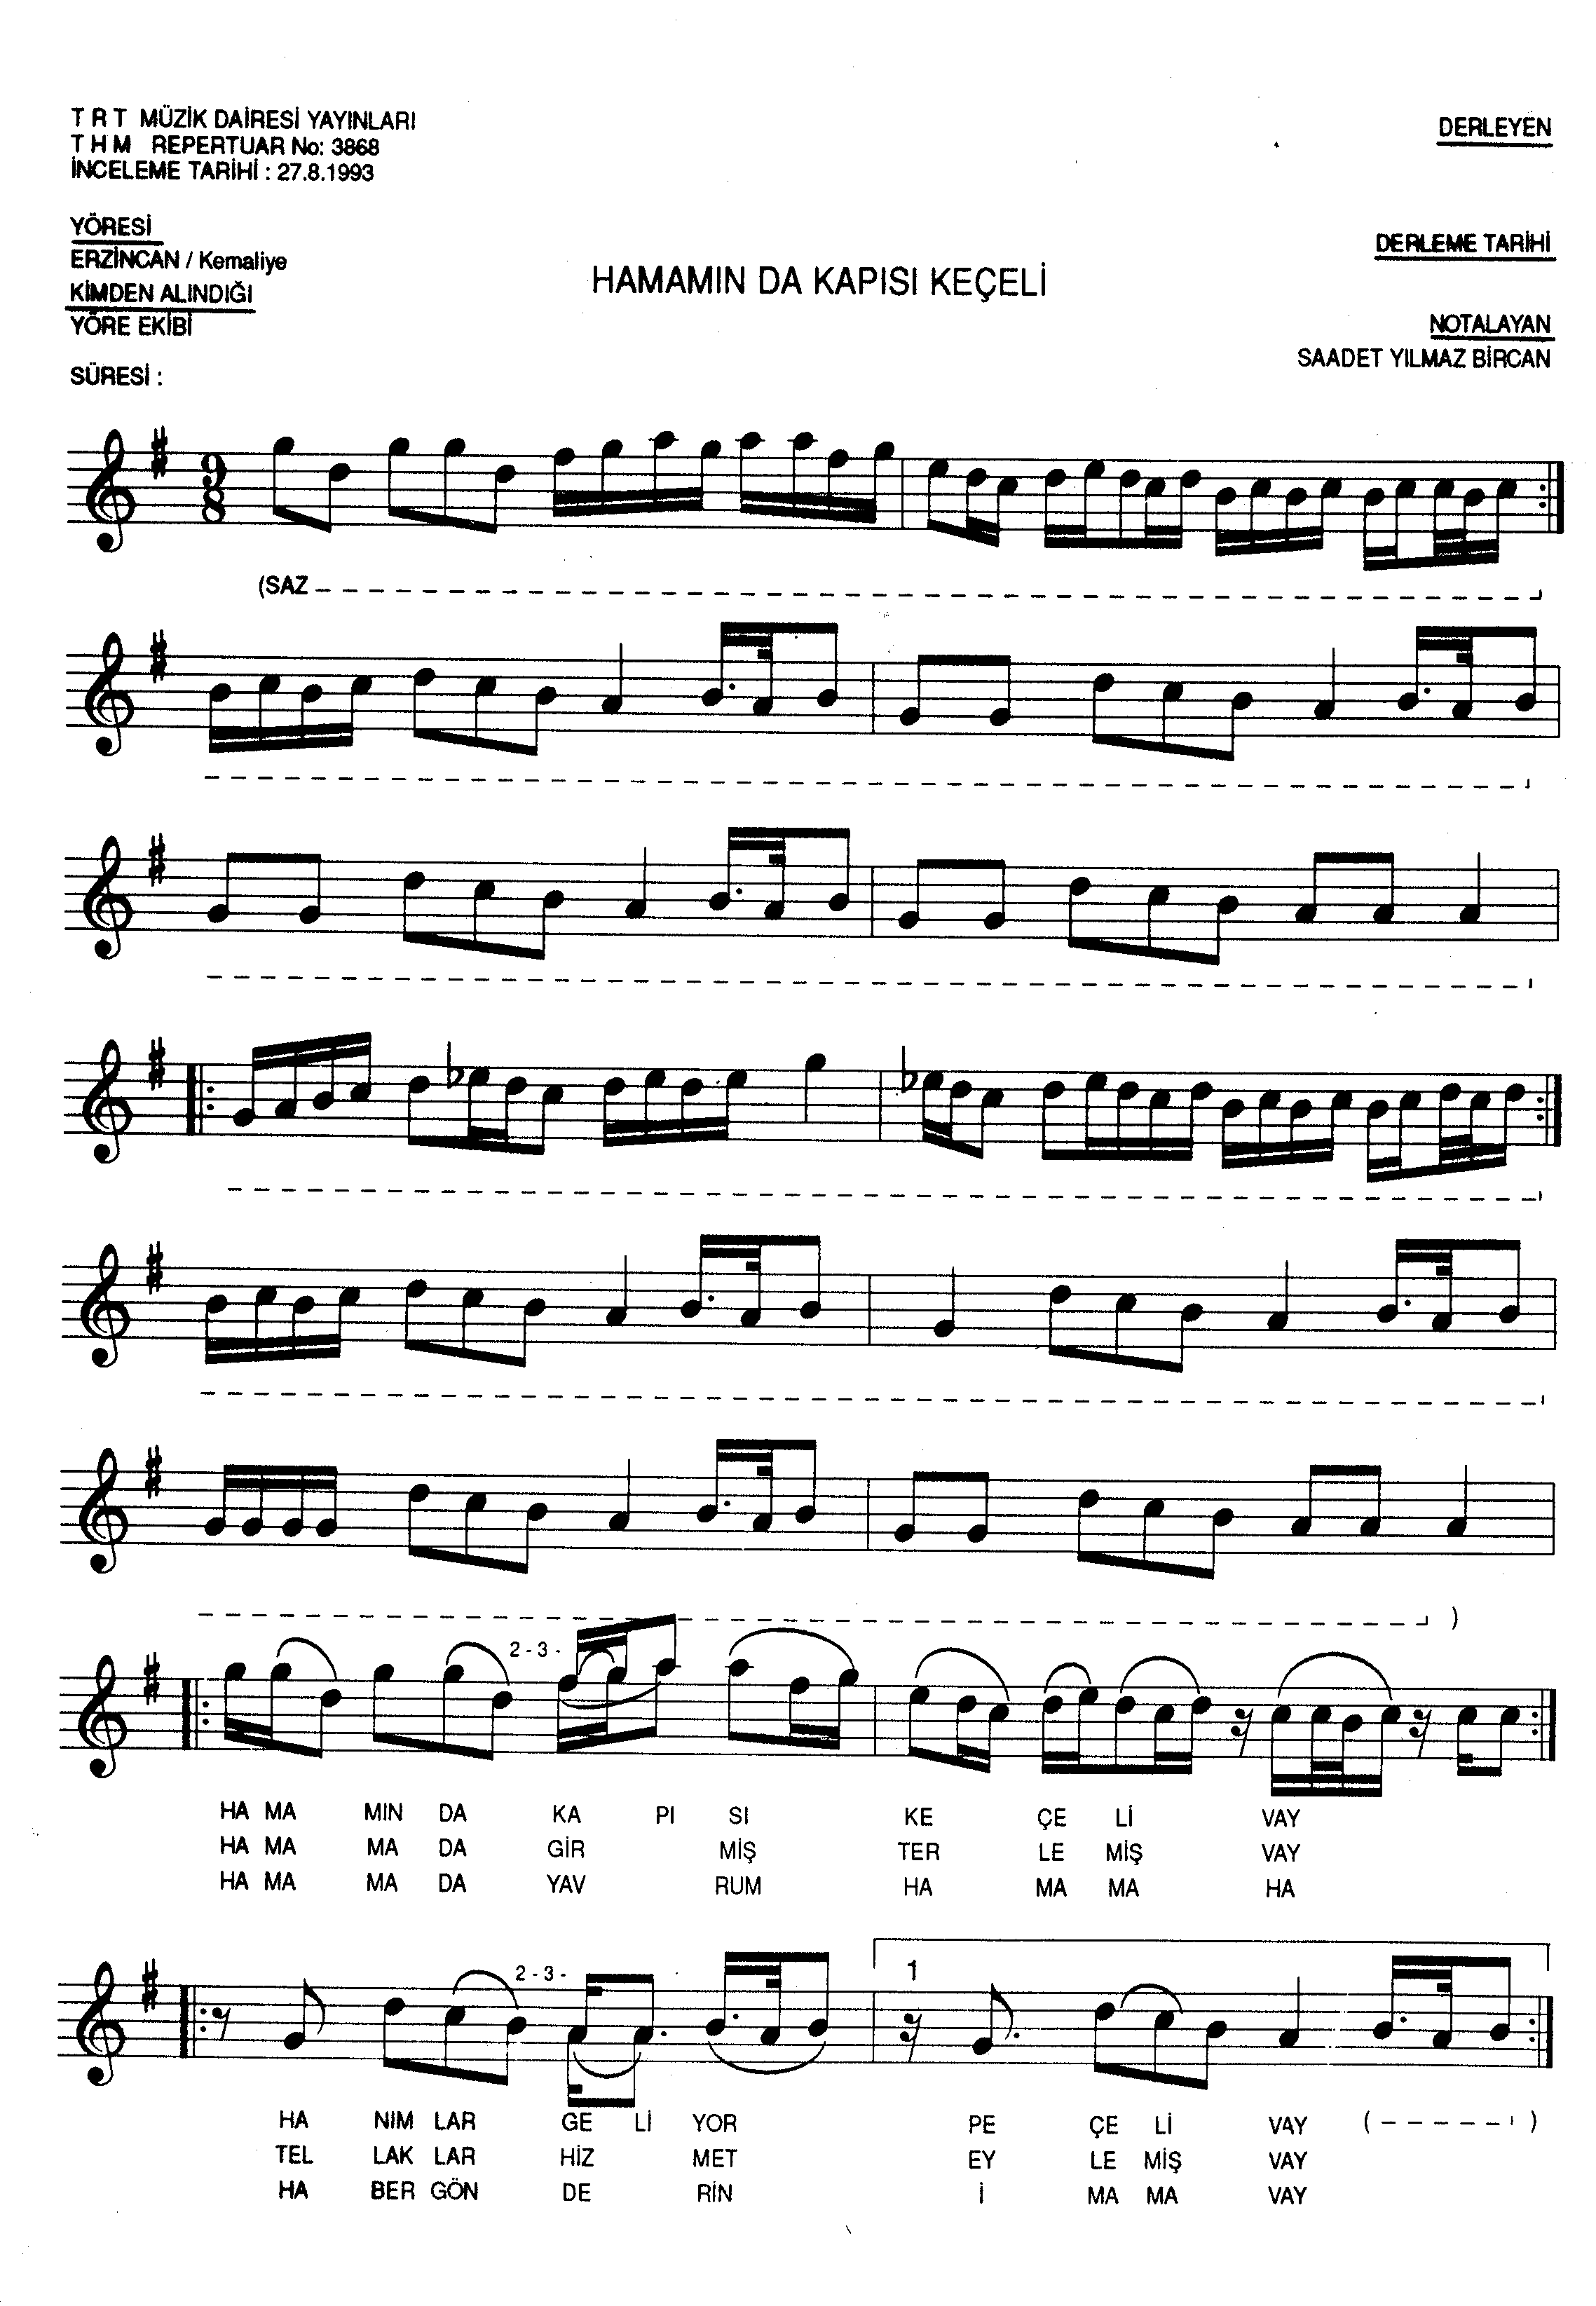 T R T MÜZİK DAİRESİ YAYINLARI
T H M REPERTUAR No: 3868
İNCELEME TARİHİ : 27.8.1993
DERLEYEN
YÖRESİ
ERZİNCAN / Kemaliye
DERLEME TARİHİ
HAMAMIN DA KAPISI KEÇELİ
KİMDEN ALINDIĞI
YÖRE EKİBİ
NOTALAYAN
SAADET YILMAZ BİRCAN
SÜRESİ :
9
8
(SAZ
)
2 - 3 -
HA MA MIN DA KA PI SI KE ÇE Lİ VAY
HA MA MA DA GİR MİŞ TER LE MİŞ VAY
HA MA MA DA YAV RUM HA MA MA HA
2 - 3 -
1
HA NIM LAR GE Lİ YOR PE ÇE Lİ VAY ( - - - - - )
TEL LAK LAR HİZ MET EY LE MİŞ VAY
HA BER GÖN DE RİN İ MA MA VAY